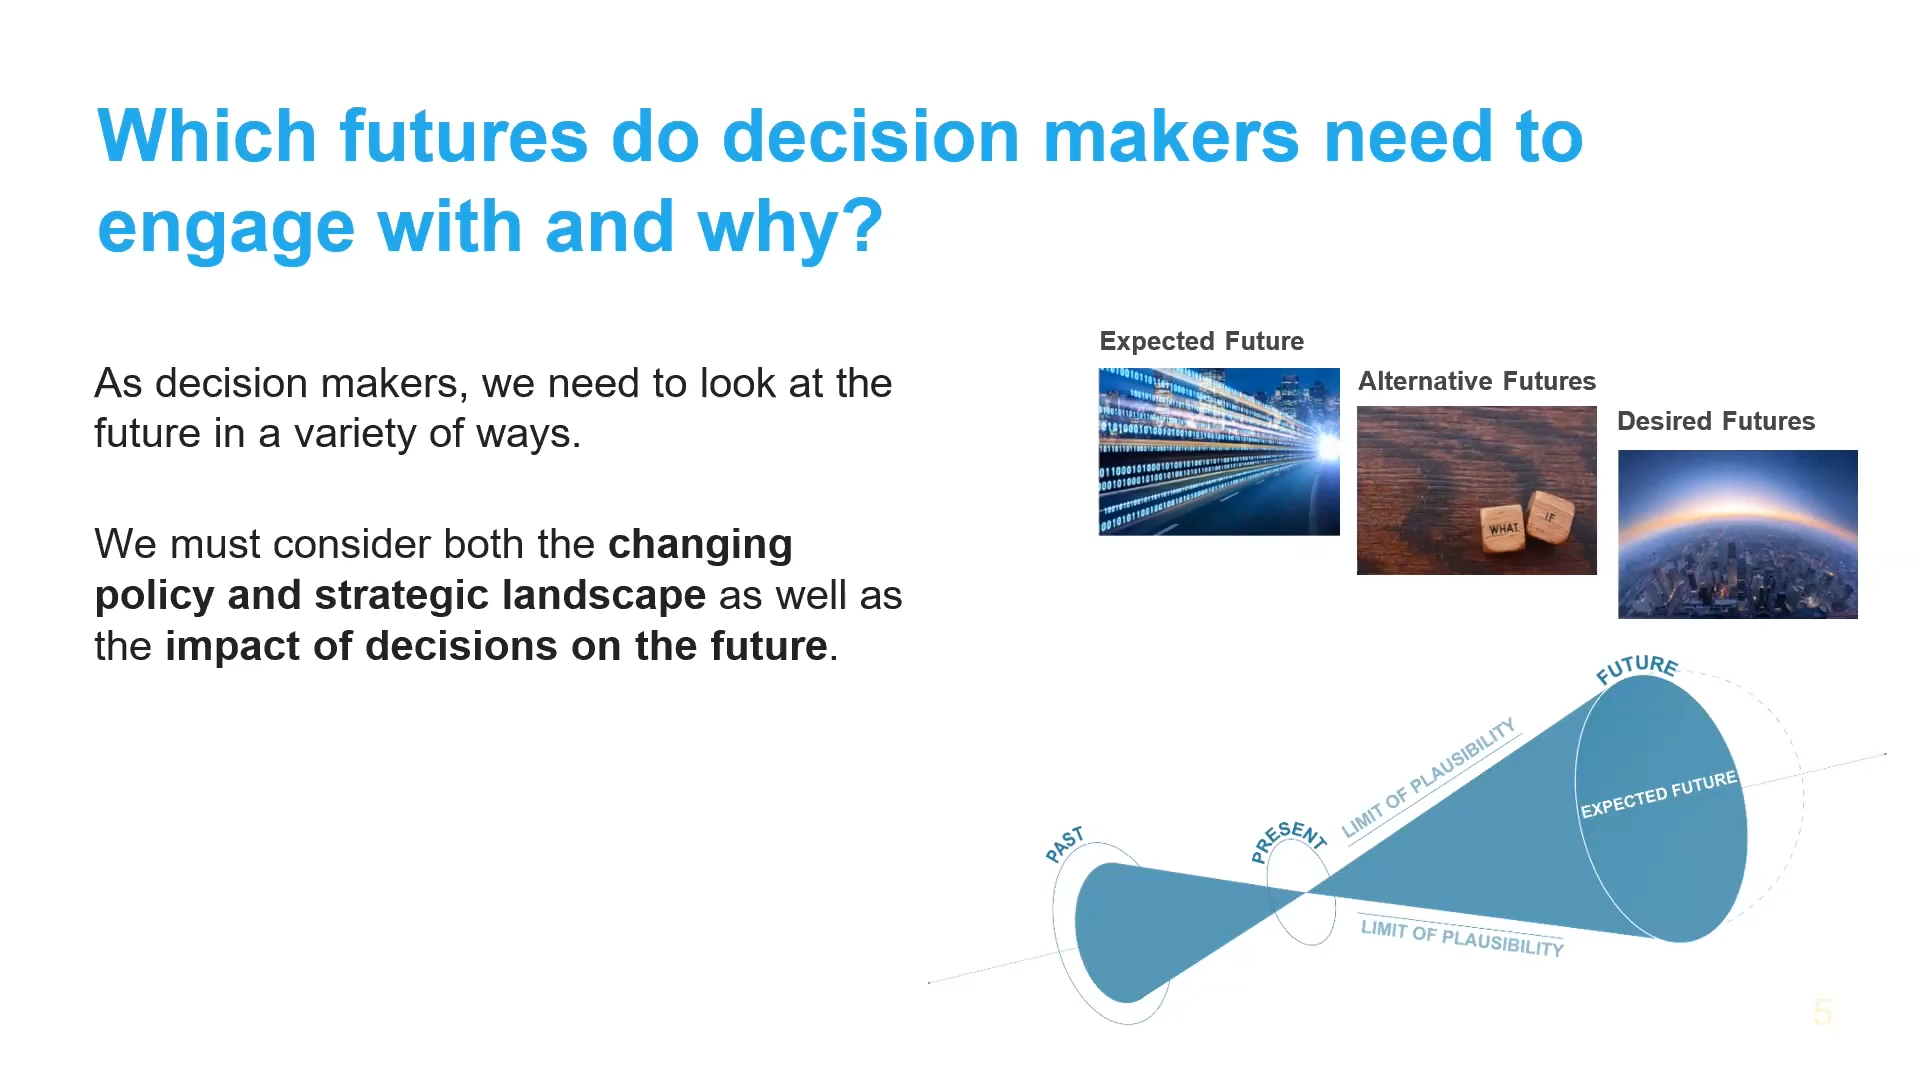 Which futures do decision makers need to
engage with and why?
As decision makers, we need to look at the
future in a variety of ways.
We must consider both the changing
policy and strategic landscape as well as
the impact of decisions on the future.
Expected Future
Alternative Futures
Desired Futures
WHAT
IF
PAST
PRESENT
LIMIT OF PLAUSIBILITY
LIMIT OF PLAUSIBILITY
FUTURE
EXPECTED FUTURE
5